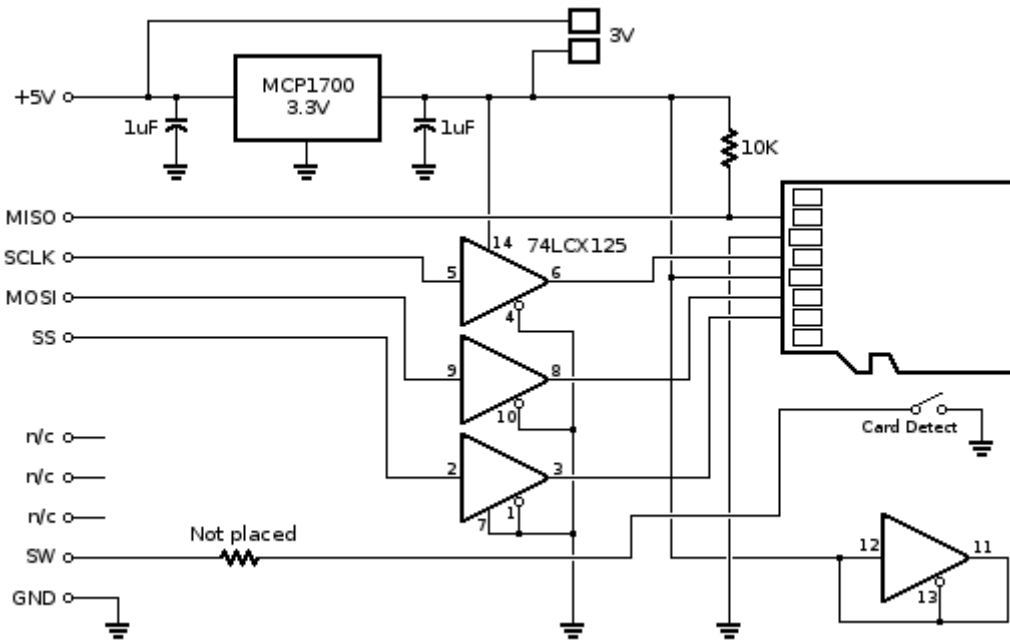 3V
+5V
MCP1700
3.3V
1uF
1uF
10K
MISO
SCLK
MOSI
SS
14
74LCX125
5
6
4
9
8
10
2
3
7
1
n/c
n/c
n/c
Card Detect
Not placed
SW
GND
12
11
13